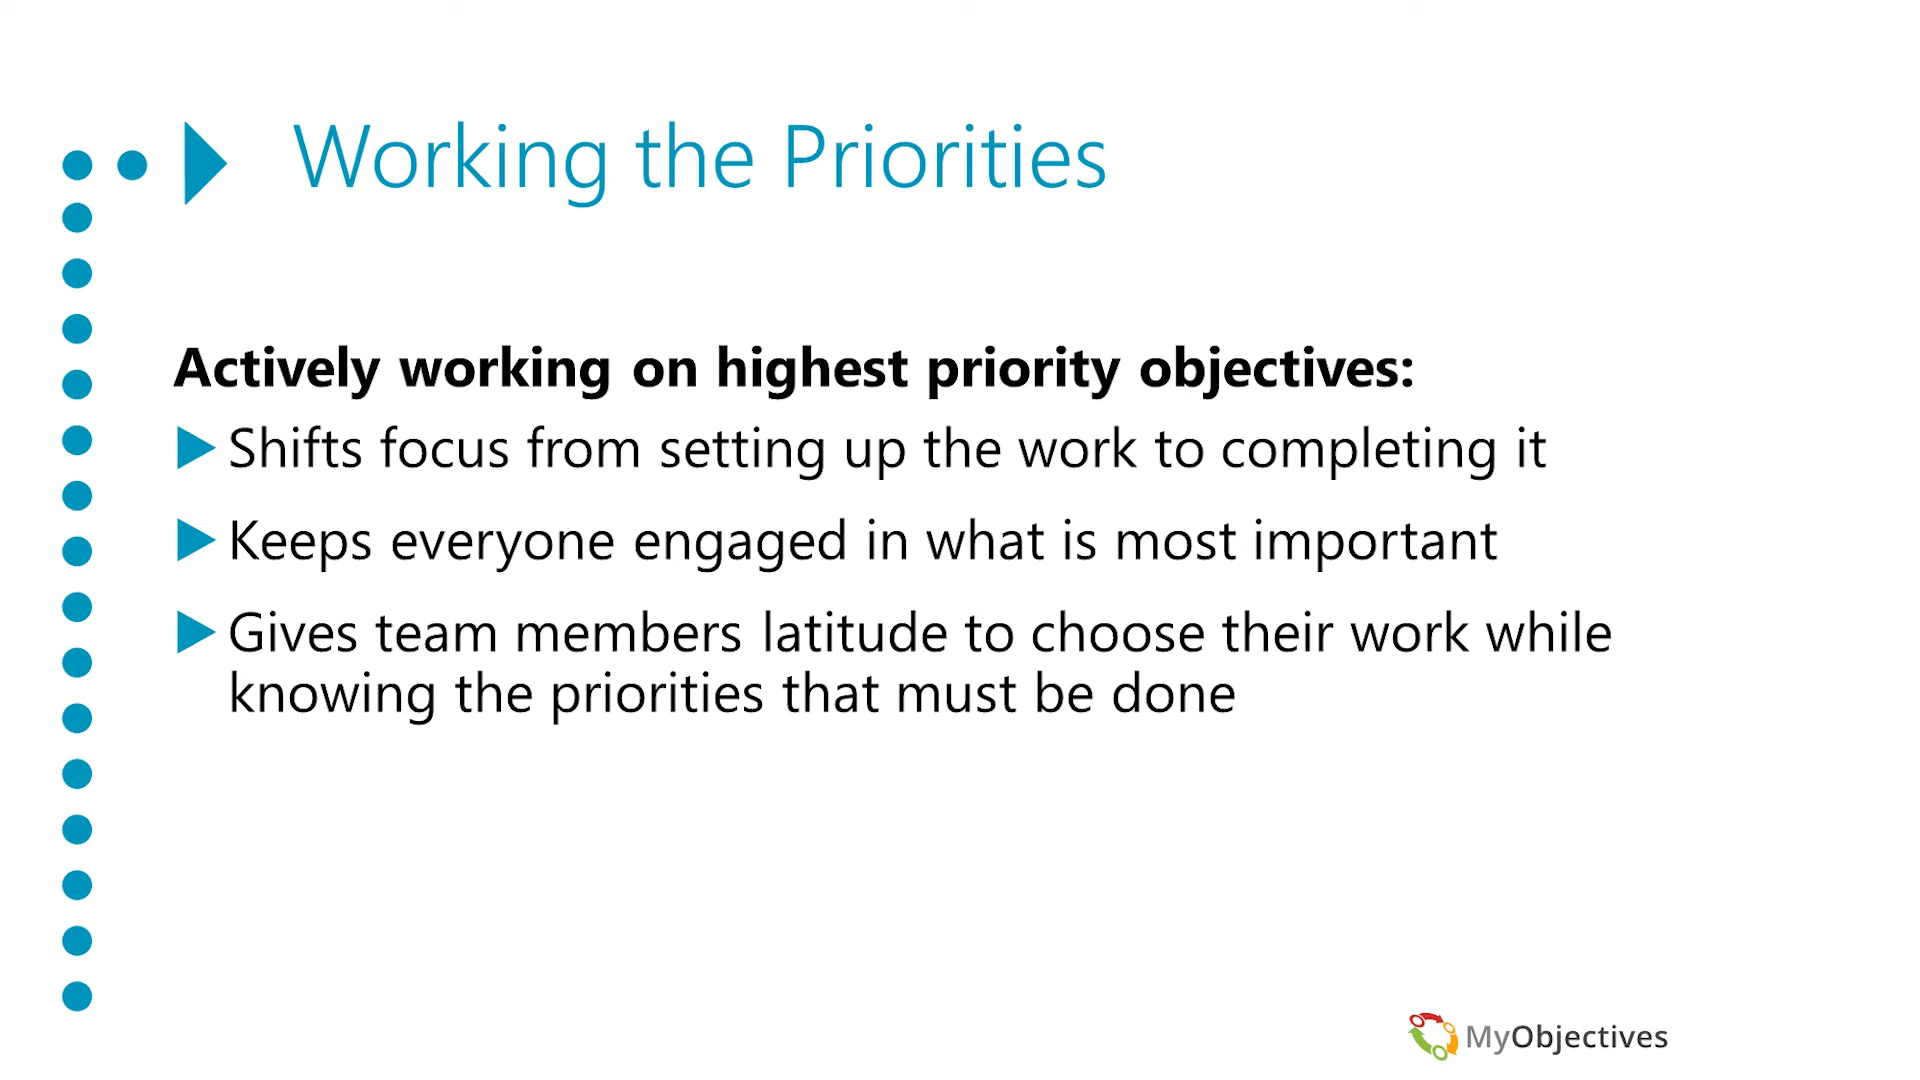 Working the Priorities
Actively working on highest priority objectives:
Shifts focus from setting up the work to completing it
Keeps everyone engaged in what is most important
Gives team members latitude to choose their work while
knowing the priorities that must be done
MyObjectives